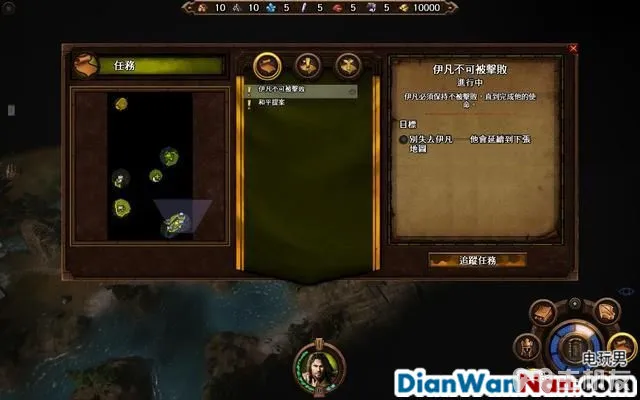 10 10 5 5 5 5 10000
任務
伊凡不可被擊敗
和平提案
伊凡不可被擊敗
進行中
伊凡必須保持不被擊敗，直到完成他的使
命。
目標
別失去伊凡——他會延續到下張
地圖
追蹤任務
电玩男
DianWanNan.com